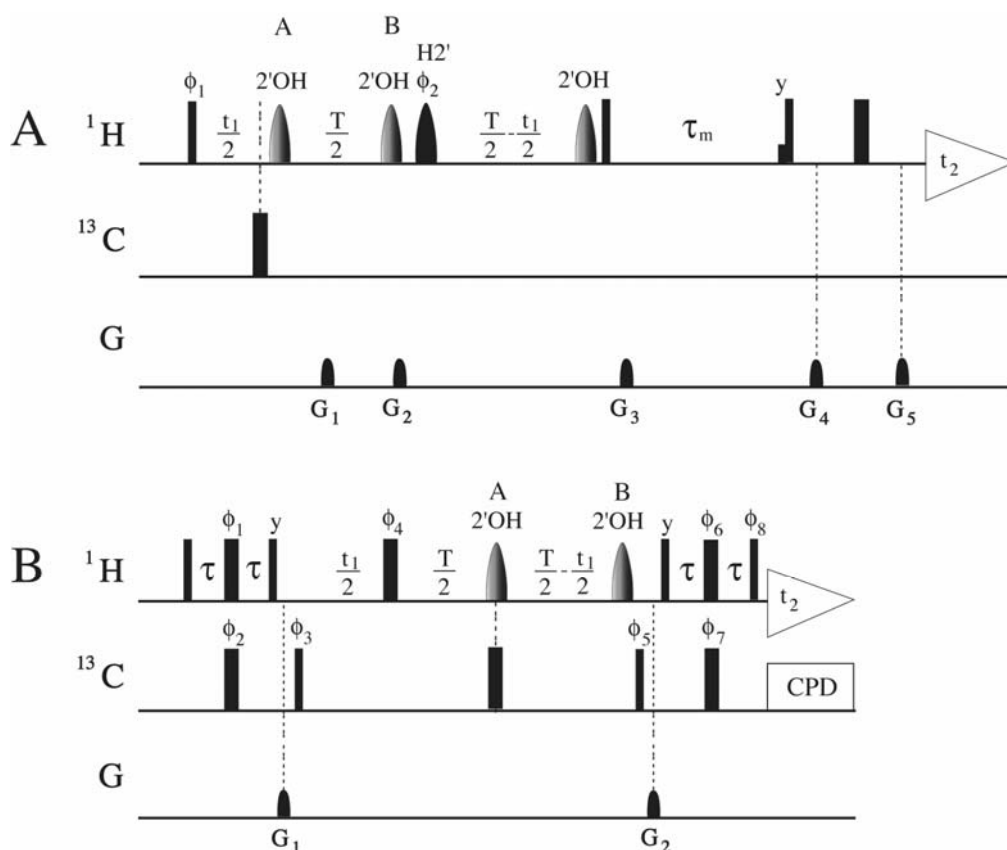 A B
H2'
ϕ1 2'OH 2'OH ϕ2 2'OH y
A 1H t1/2 T/2 T/2 - t1/2 τm t2
13C
G
G1 G2 G3 G4 G5
A B
ϕ1 y ϕ4 2'OH 2'OH y ϕ6 ϕ8
B 1H τ τ t1/2 T/2 T/2 - t1/2 τ τ t2
ϕ2 ϕ3 ϕ5 ϕ7
13C CPD
G
G1 G2